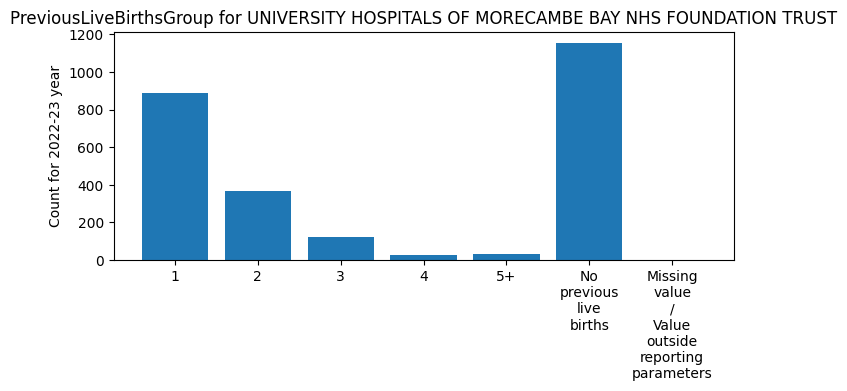 PreviousLiveBirthsGroup for UNIVERSITY HOSPITALS OF MORECAMBE BAY NHS FOUNDATION TRUST
Count for 2022-23 year
1200
1000
800
600
400
200
0
1
2
3
4
5+
No
previous
live
births
Missing
value
/
Value
outside
reporting
parameters